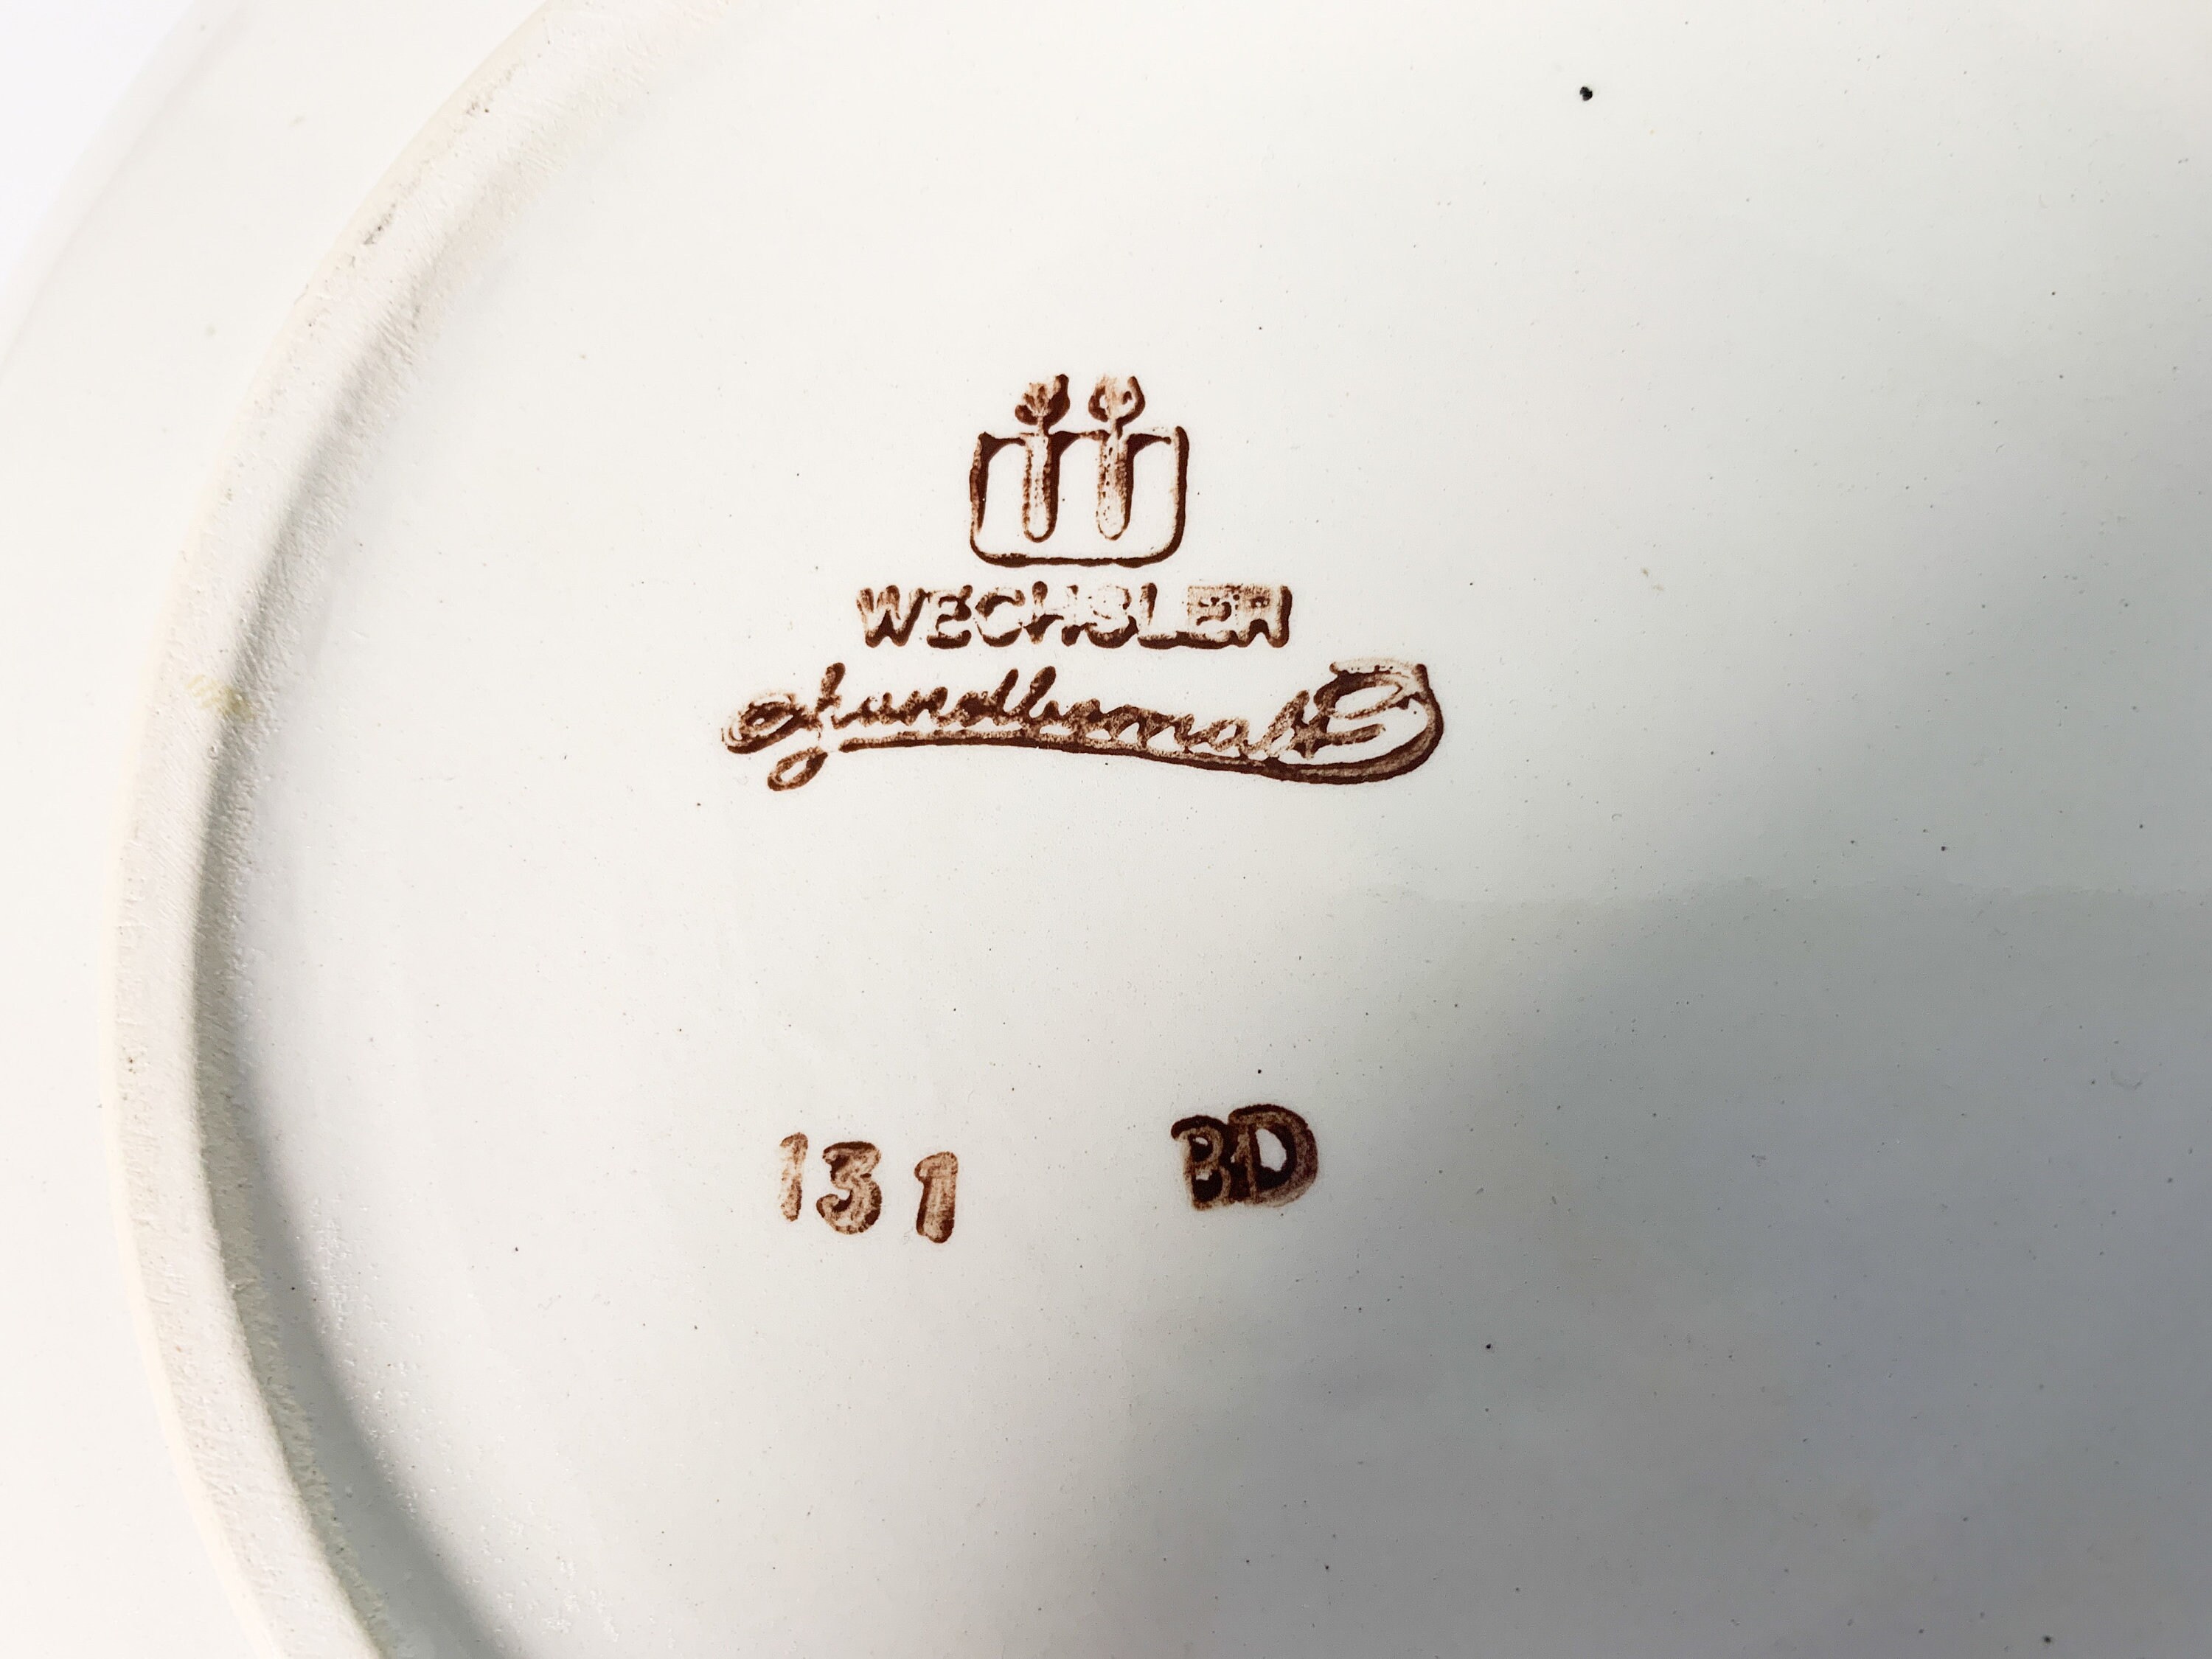 WECHSLER
Handbemalt
131 BD